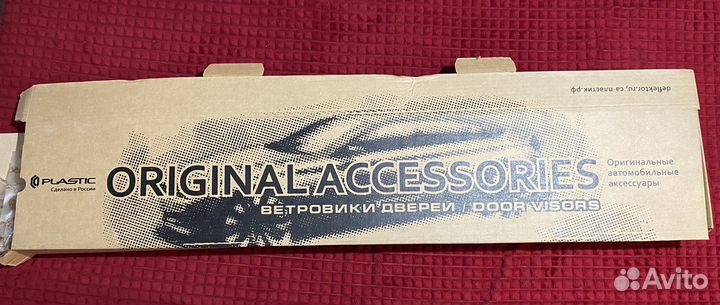 deflektor.ru, са-пластик.рф
PLASTIC
Сделано в России
ORIGINAL ACCESSORIES
Оригинальные
автомобильные
аксессуары
ВЕТРОВИКИ ДВЕРЕЙ / DOOR VISORS
Avito